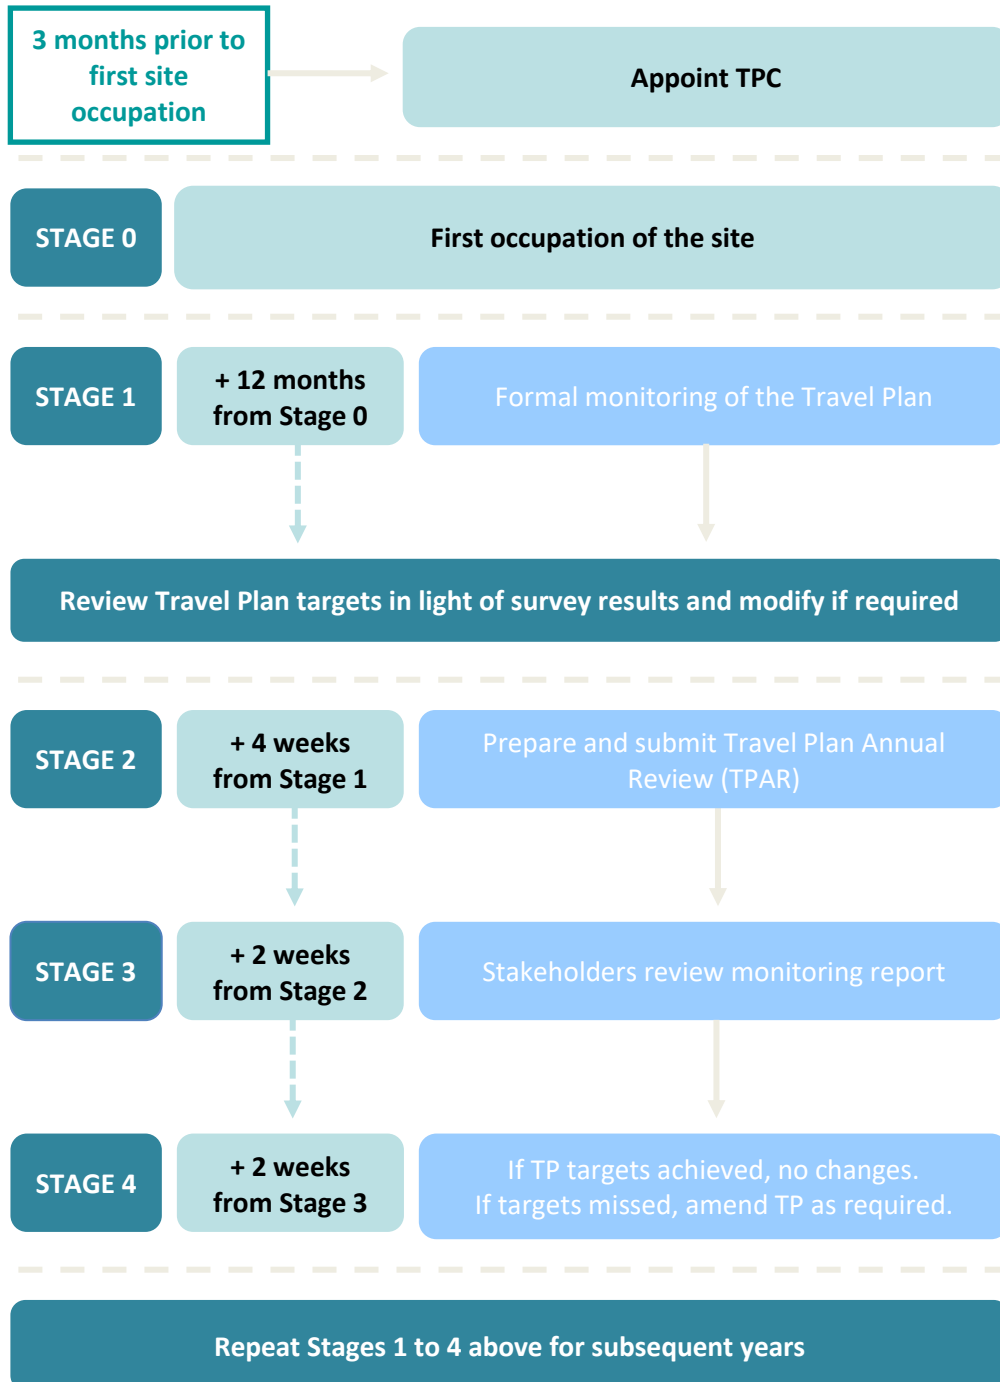 3 months prior to
first site
occupation
Appoint TPC
STAGE 0
First occupation of the site
STAGE 1
+ 12 months
from Stage 0
Formal monitoring of the Travel Plan
Review Travel Plan targets in light of survey results and modify if required
STAGE 2
+ 4 weeks
from Stage 1
Prepare and submit Travel Plan Annual
Review (TPAR)
STAGE 3
+ 2 weeks
from Stage 2
Stakeholders review monitoring report
STAGE 4
+ 2 weeks
from Stage 3
If TP targets achieved, no changes.
If targets missed, amend TP as required.
Repeat Stages 1 to 4 above for subsequent years